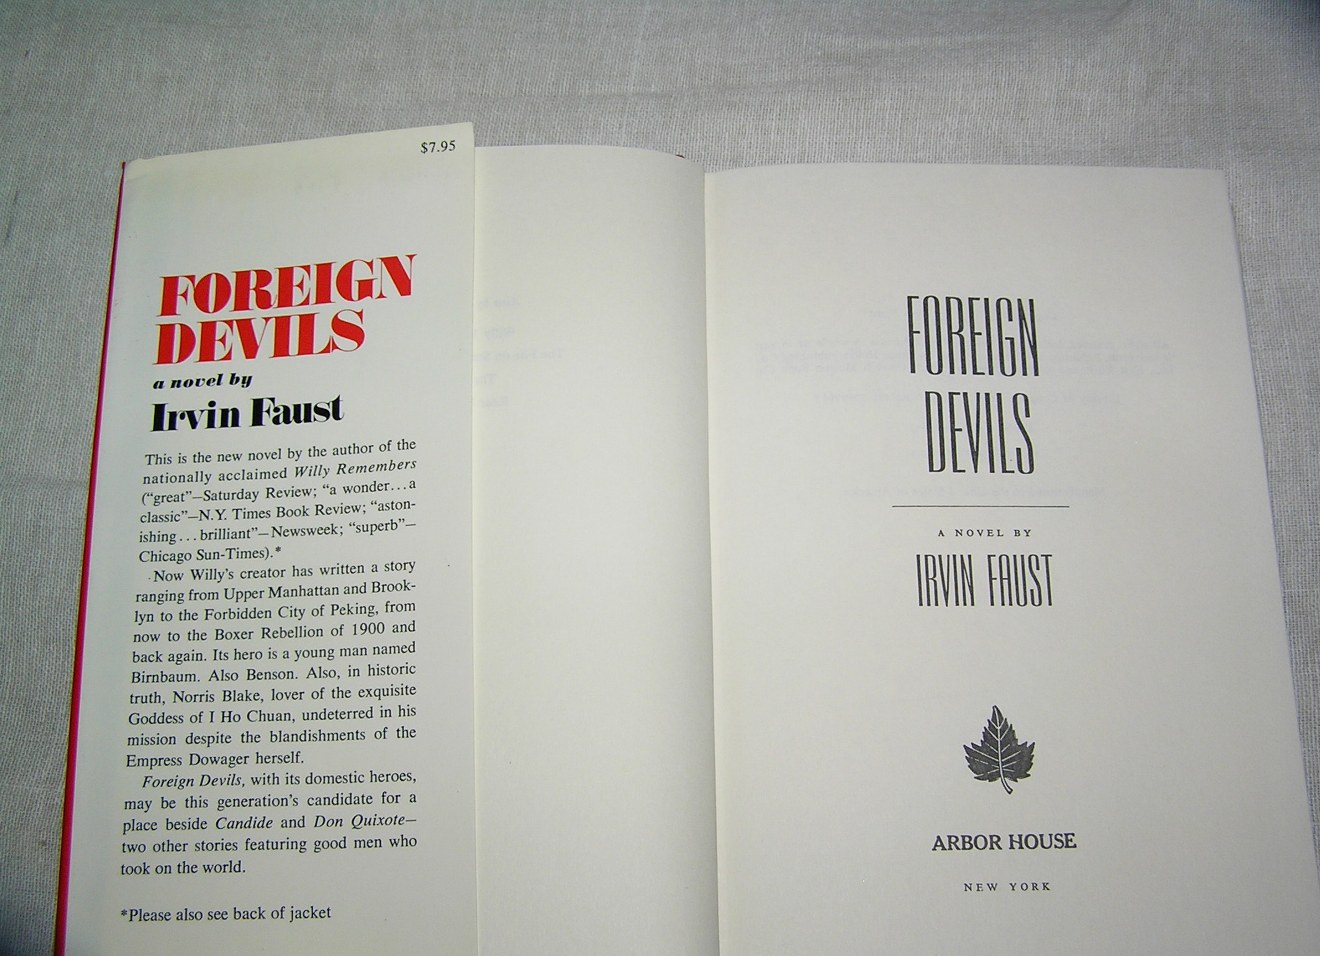 $7.95
FOREIGN
DEVILS
a novel by
Irvin Faust
This is the new novel by the author of the
nationally acclaimed Willy Remembers
(“great”—Saturday Review; “a wonder...a
classic”—N.Y. Times Book Review; “aston-
ishing...brilliant”—Newsweek; “superb”—
Chicago Sun-Times).*
Now Willy's creator has written a story
ranging from Upper Manhattan and Brook-
lyn to the Forbidden City of Peking, from
now to the Boxer Rebellion of 1900 and
back again. Its hero is a young man named
Birnbaum. Also Benson. Also, in historic
truth, Norris Blake, lover of the exquisite
Goddess of I Ho Chuan, undeterred in his
mission despite the blandishments of the
Empress Dowager herself.
Foreign Devils, with its domestic heroes,
may be this generation's candidate for a
place beside Candide and Don Quixote—
two other stories featuring good men who
took on the world.
*Please also see back of jacket
FOREIGN
DEVILS
A NOVEL BY
IRVIN FAUST
ARBOR HOUSE
NEW YORK